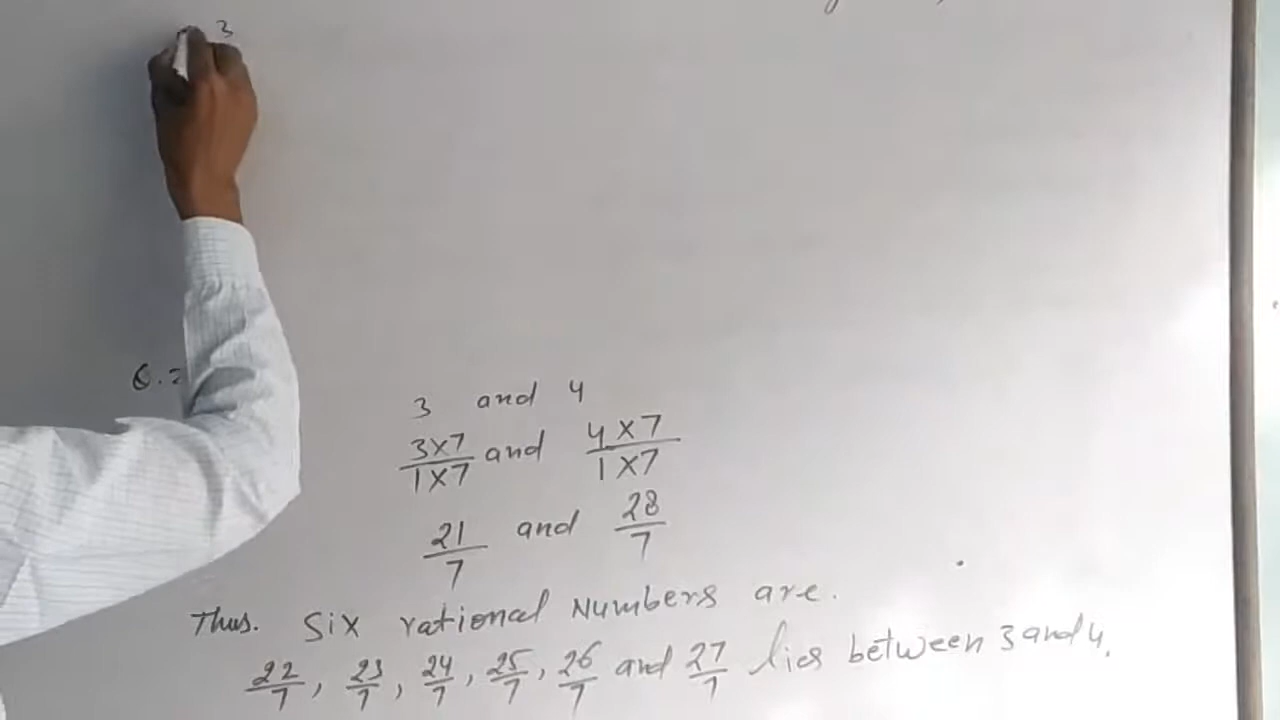 3
6.=
3 and 4
3×7/1×7 and 4×7/1×7
21/7 and 28/7
Thus. Six rational Numbers are.
22/7, 23/7, 24/7, 25/7, 26/7 and 27/7 lies between 3 and 4.